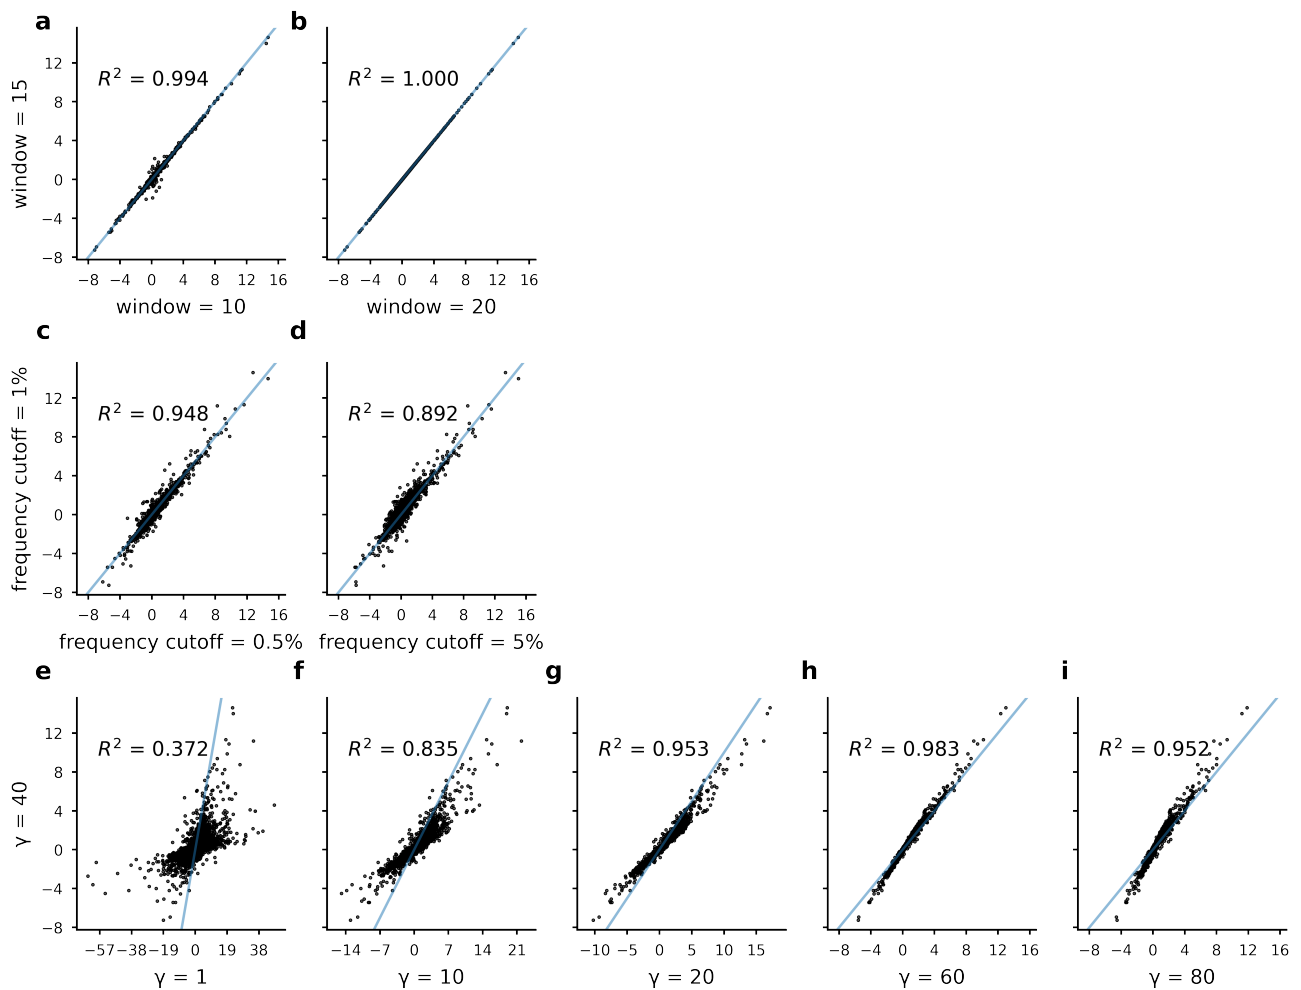 a
b
R² = 0.994
R² = 1.000
window = 15
12
8
4
0
−4
−8
−8 −4 0 4 8 12 16
−8 −4 0 4 8 12 16
window = 10
window = 20
c
d
R² = 0.948
R² = 0.892
frequency cutoff = 1%
12
8
4
0
−4
−8
−8 −4 0 4 8 12 16
−8 −4 0 4 8 12 16
frequency cutoff = 0.5%
frequency cutoff = 5%
e
f
g
h
i
R² = 0.372
R² = 0.835
R² = 0.953
R² = 0.983
R² = 0.952
γ = 40
12
8
4
0
−4
−8
−57 −38 −19 0 19 38
−14 −7 0 7 14 21
−10 −5 0 5 10 15
−8 −4 0 4 8 12 16
−8 −4 0 4 8 12 16
γ = 1
γ = 10
γ = 20
γ = 60
γ = 80